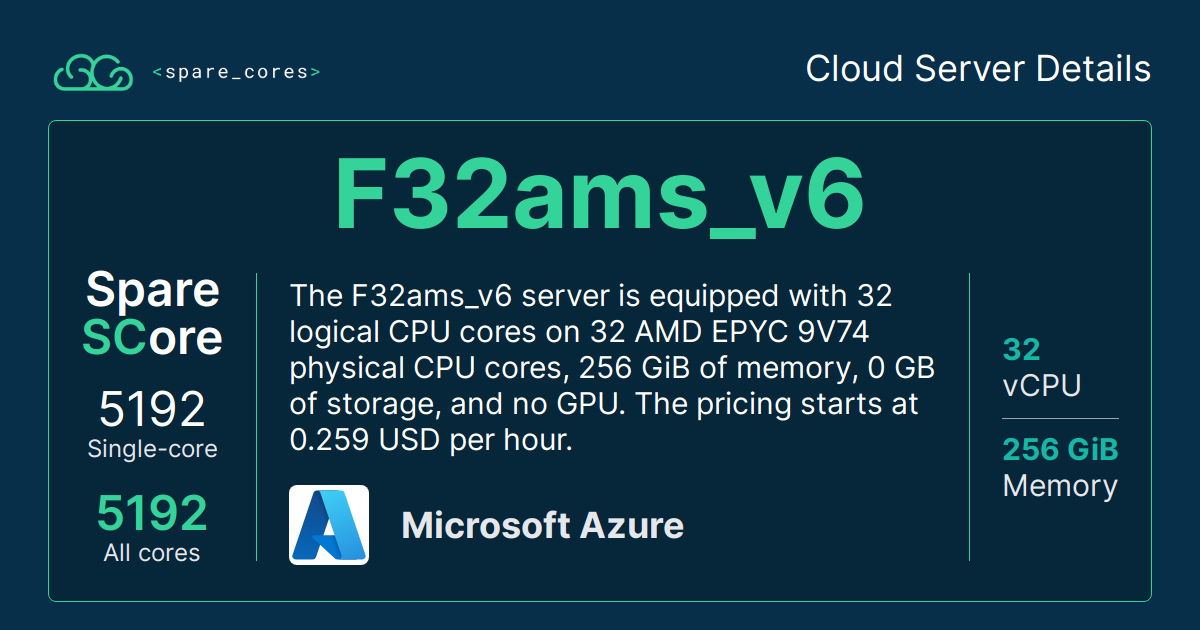 <spare_cores>
Cloud Server Details
F32ams_v6
Spare
SCore
5192
Single-core
5192
All cores
The F32ams_v6 server is equipped with 32
logical CPU cores on 32 AMD EPYC 9V74
physical CPU cores, 256 GiB of memory, 0 GB
of storage, and no GPU. The pricing starts at
0.259 USD per hour.
Microsoft Azure
32
vCPU
256 GiB
Memory